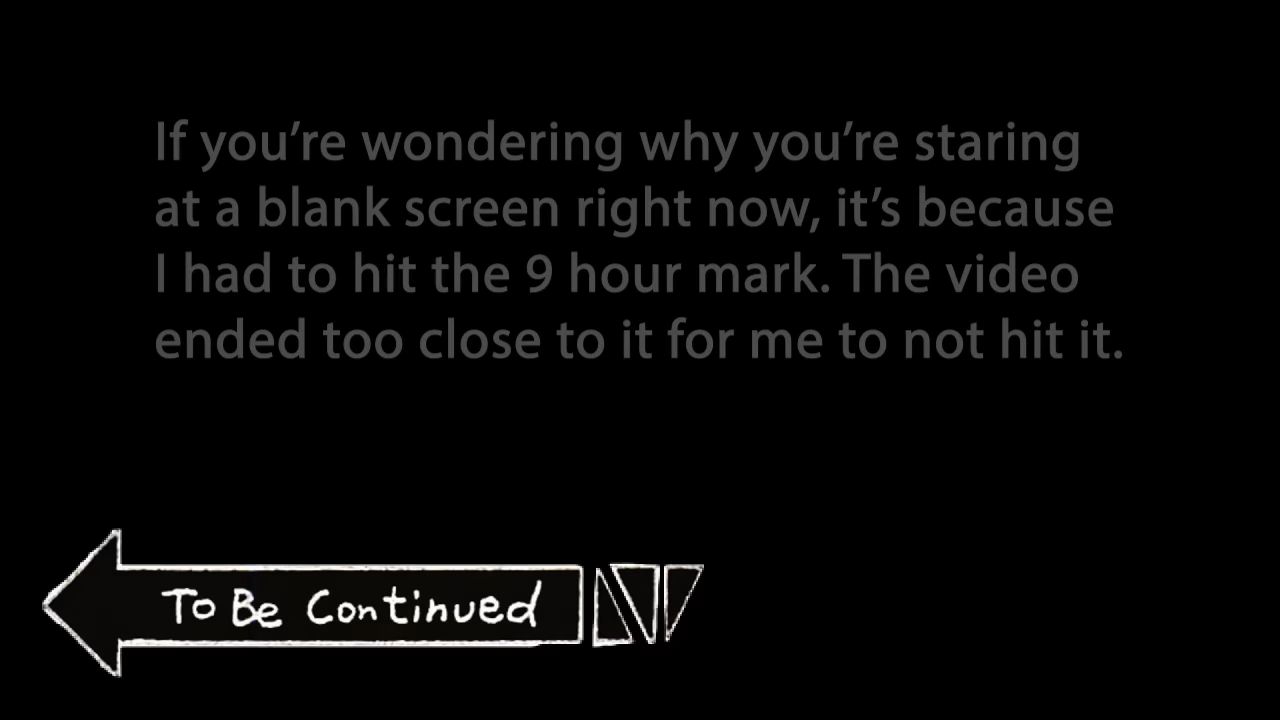 If you’re wondering why you’re staring
at a blank screen right now, it’s because
I had to hit the 9 hour mark. The video
ended too close to it for me to not hit it.
To Be Continued